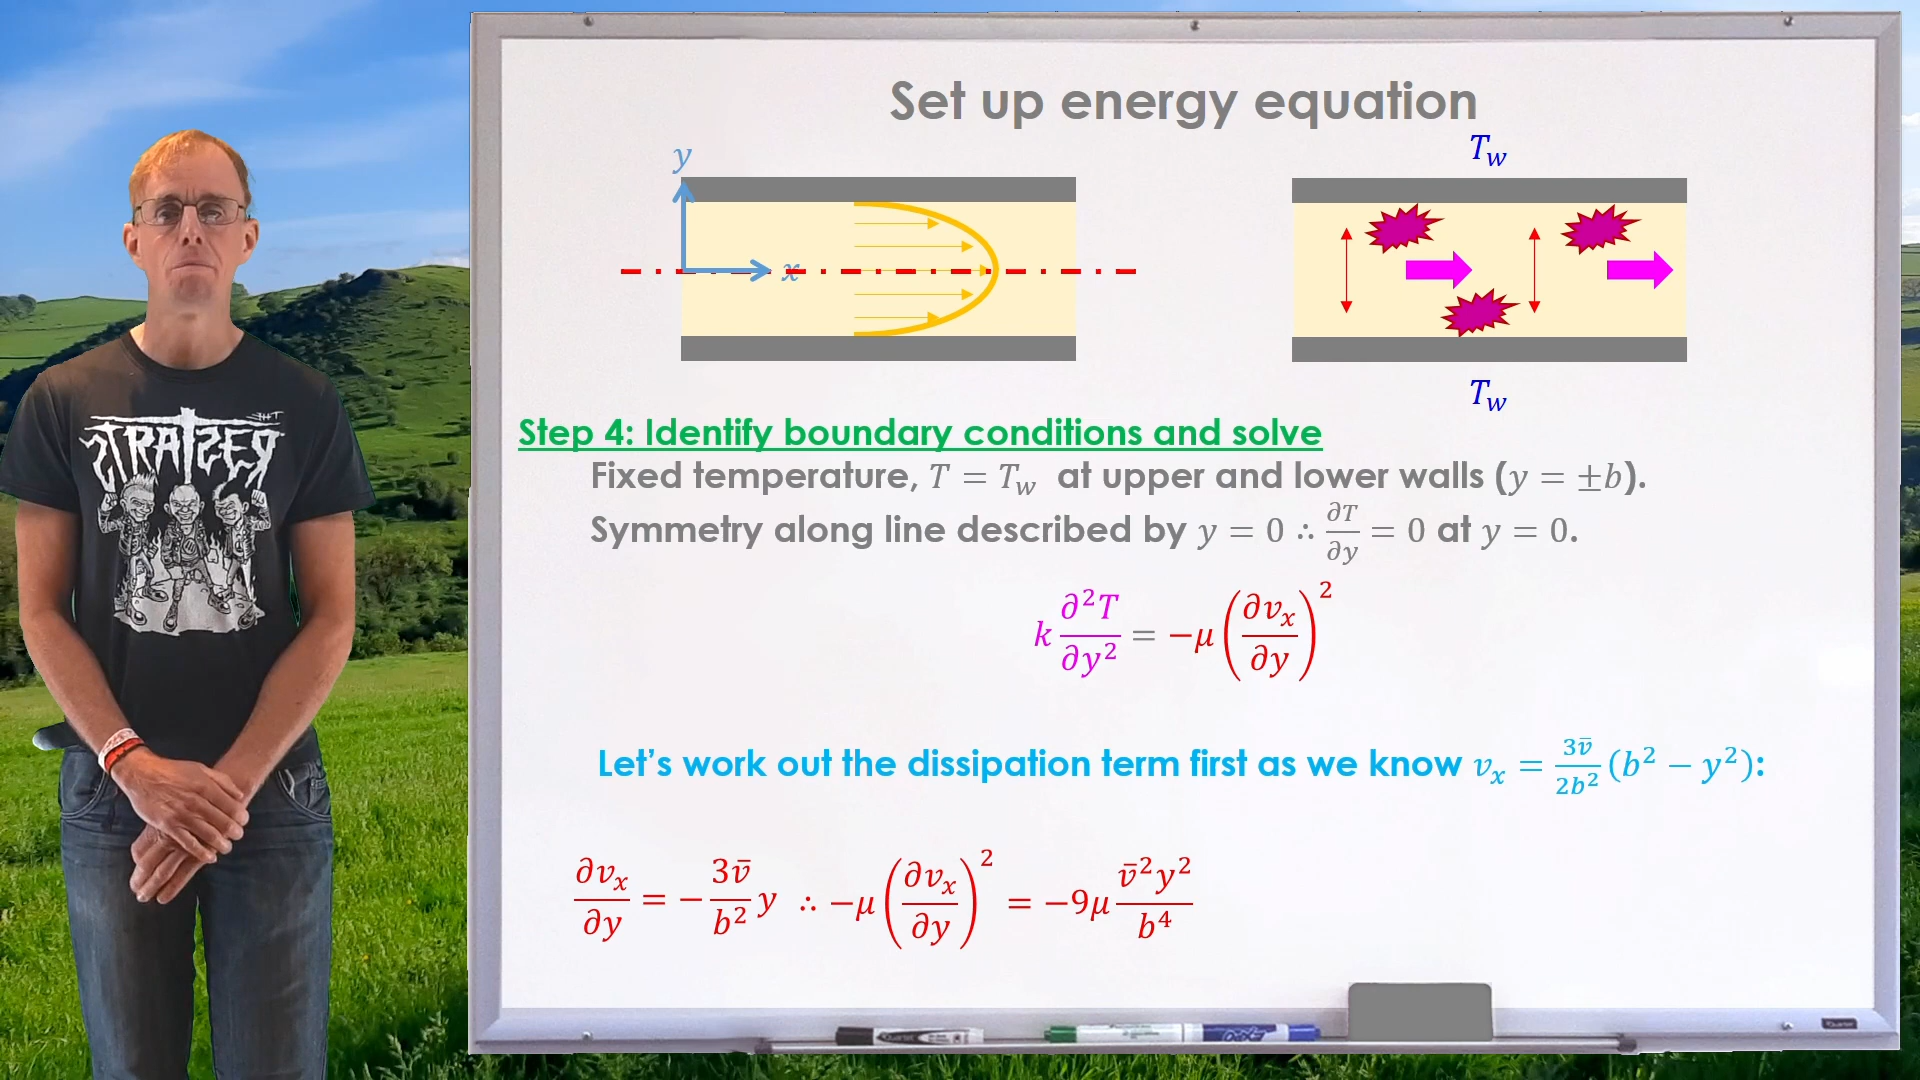 Set up energy equation
y
x
T_w
T_w
Step 4: Identify boundary conditions and solve
Fixed temperature, T = T_w at upper and lower walls (y = ±b).
Symmetry along line described by y = 0 ∴ ∂T/∂y = 0 at y = 0.
k ∂²T/∂y² = −μ(∂v_x/∂y)²
Let's work out the dissipation term first as we know v_x = 3v̄/2b² (b² − y²):
∂v_x/∂y = − 3v̄/b² y ∴ −μ(∂v_x/∂y)² = −9μ v̄²y²/b⁴